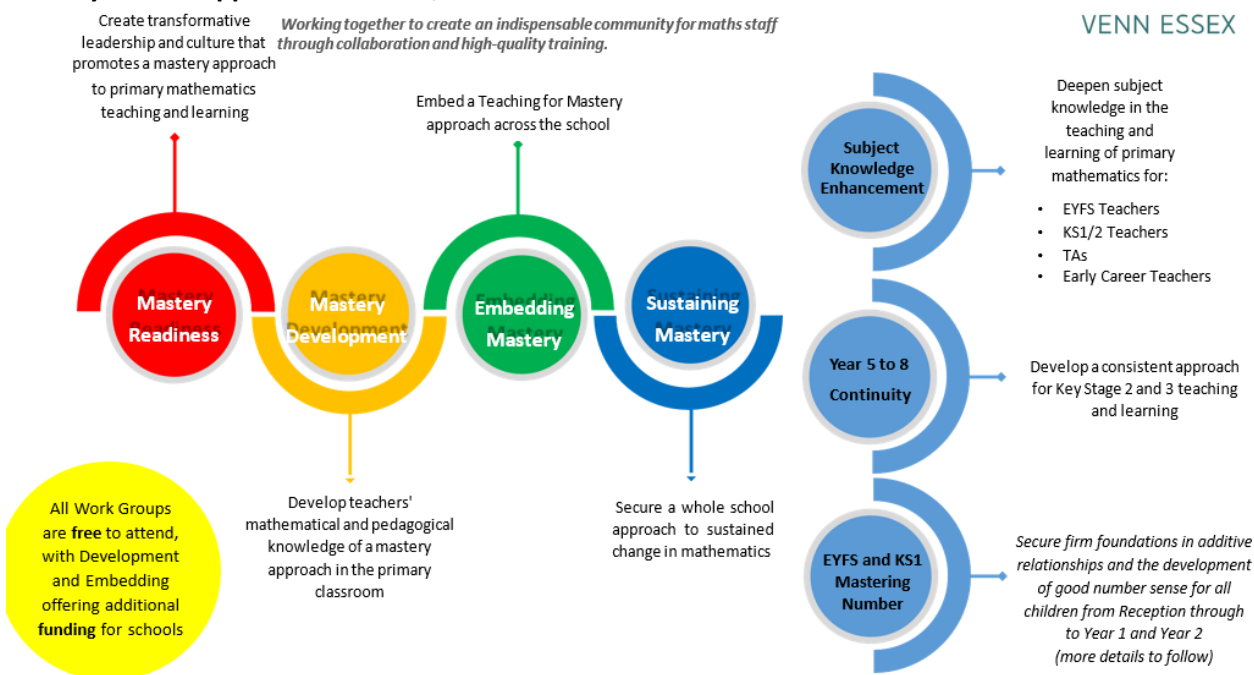 Create transformative
leadership and culture that
promotes a mastery approach
to primary mathematics
teaching and learning
Working together to create an indispensable community for maths staff
through collaboration and high-quality training.
VENN ESSEX
Embed a Teaching for Mastery
approach across the school
Mastery
Readiness
Mastery
Development
Embedding
Mastery
Sustaining
Mastery
Develop teachers'
mathematical and pedagogical
knowledge of a mastery
approach in the primary
classroom
Secure a whole school
approach to sustained
change in mathematics
All Work Groups
are free to attend,
with Development
and Embedding
offering additional
funding for schools
Subject
Knowledge
Enhancement
Deepen subject
knowledge in the
teaching and
learning of primary
mathematics for:
• EYFS Teachers
• KS1/2 Teachers
• TAs
• Early Career Teachers
Year 5 to 8
Continuity
Develop a consistent approach
for Key Stage 2 and 3 teaching
and learning
EYFS and KS1
Mastering
Number
Secure firm foundations in additive
relationships and the development
of good number sense for all
children from Reception through
to Year 1 and Year 2
(more details to follow)